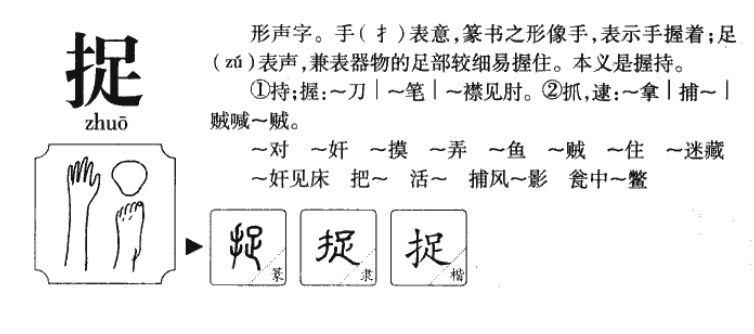 捉
zhuō
形声字。手(扌)表意,篆书之形像手,表示手握着;足
(zú)表声,兼表器物的足部较细易握住。本义是握持。
①持;握:～刀|～笔|～襟见肘。②抓,逮:～拿|捕～|
贼喊～贼。
～对 ～奸 ～摸 ～弄 ～鱼 ～贼 ～住 ～迷藏
～奸见床 把～ 活～ 捕风～影 瓮中～鳖
捉 篆 捉 隶 捉 楷